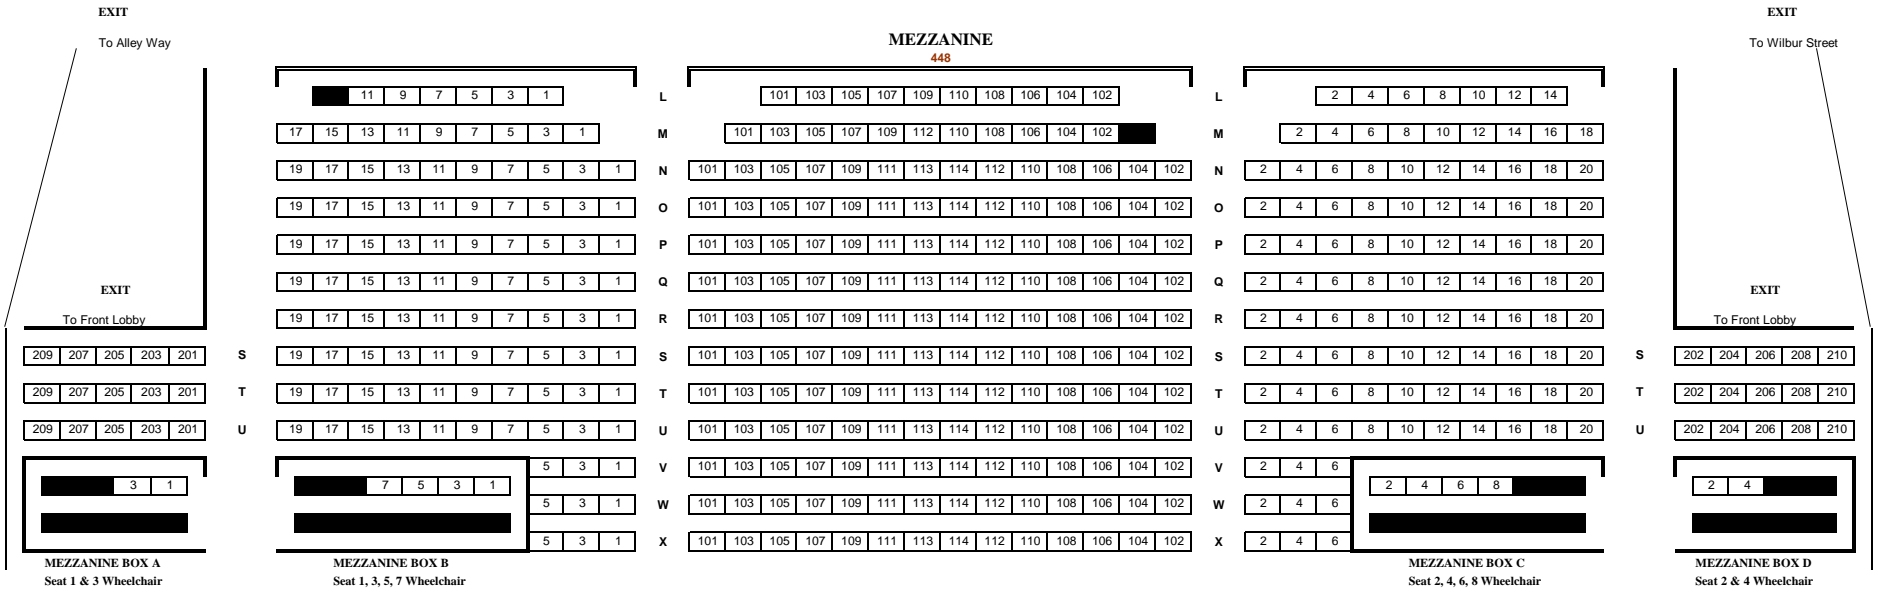 EXIT
EXIT
To Alley Way
MEZZANINE
To Wilbur Street
448
11 9 7 5 3 1 L 101 103 105 107 109 110 108 106 104 102 L 2 4 6 8 10 12 14
17 15 13 11 9 7 5 3 1 M 101 103 105 107 109 112 110 108 106 104 102 M 2 4 6 8 10 12 14 16 18
19 17 15 13 11 9 7 5 3 1 N 101 103 105 107 109 111 113 114 112 110 108 106 104 102 N 2 4 6 8 10 12 14 16 18 20
19 17 15 13 11 9 7 5 3 1 O 101 103 105 107 109 111 113 114 112 110 108 106 104 102 O 2 4 6 8 10 12 14 16 18 20
19 17 15 13 11 9 7 5 3 1 P 101 103 105 107 109 111 113 114 112 110 108 106 104 102 P 2 4 6 8 10 12 14 16 18 20
19 17 15 13 11 9 7 5 3 1 Q 101 103 105 107 109 111 113 114 112 110 108 106 104 102 Q 2 4 6 8 10 12 14 16 18 20
EXIT
EXIT
19 17 15 13 11 9 7 5 3 1 R 101 103 105 107 109 111 113 114 112 110 108 106 104 102 R 2 4 6 8 10 12 14 16 18 20
To Front Lobby
To Front Lobby
209 207 205 203 201 S 19 17 15 13 11 9 7 5 3 1 S 101 103 105 107 109 111 113 114 112 110 108 106 104 102 S 2 4 6 8 10 12 14 16 18 20 S 202 204 206 208 210
209 207 205 203 201 T 19 17 15 13 11 9 7 5 3 1 T 101 103 105 107 109 111 113 114 112 110 108 106 104 102 T 2 4 6 8 10 12 14 16 18 20 T 202 204 206 208 210
209 207 205 203 201 U 19 17 15 13 11 9 7 5 3 1 U 101 103 105 107 109 111 113 114 112 110 108 106 104 102 U 2 4 6 8 10 12 14 16 18 20 U 202 204 206 208 210
5 3 1 V 101 103 105 107 109 111 113 114 112 110 108 106 104 102 V 2 4 6
3 1 7 5 3 1 2 4 6 8 2 4
5 3 1 W 101 103 105 107 109 111 113 114 112 110 108 106 104 102 W 2 4 6
5 3 1 X 101 103 105 107 109 111 113 114 112 110 108 106 104 102 X 2 4 6
MEZZANINE BOX A
Seat 1 & 3 Wheelchair
MEZZANINE BOX B
Seat 1, 3, 5, 7 Wheelchair
MEZZANINE BOX C
Seat 2, 4, 6, 8 Wheelchair
MEZZANINE BOX D
Seat 2 & 4 Wheelchair